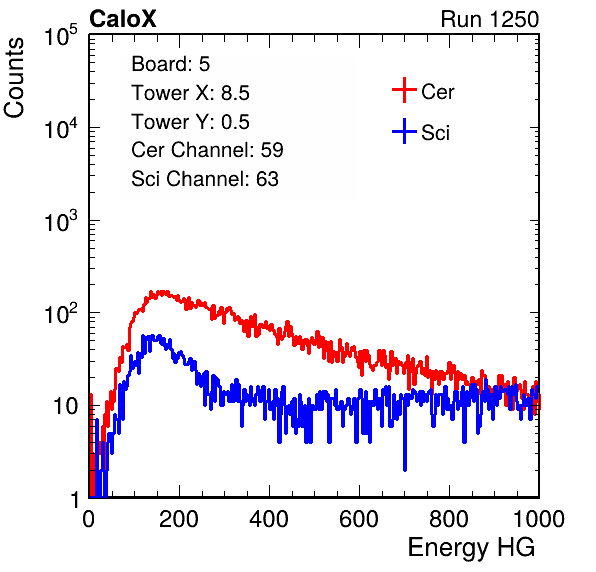 CaloX Run 1250
Counts
10^5
10^4
10^3
10^2
10
1
Board: 5
Tower X: 8.5
Tower Y: 0.5
Cer Channel: 59
Sci Channel: 63
Cer
Sci
0 200 400 600 800 1000
Energy HG